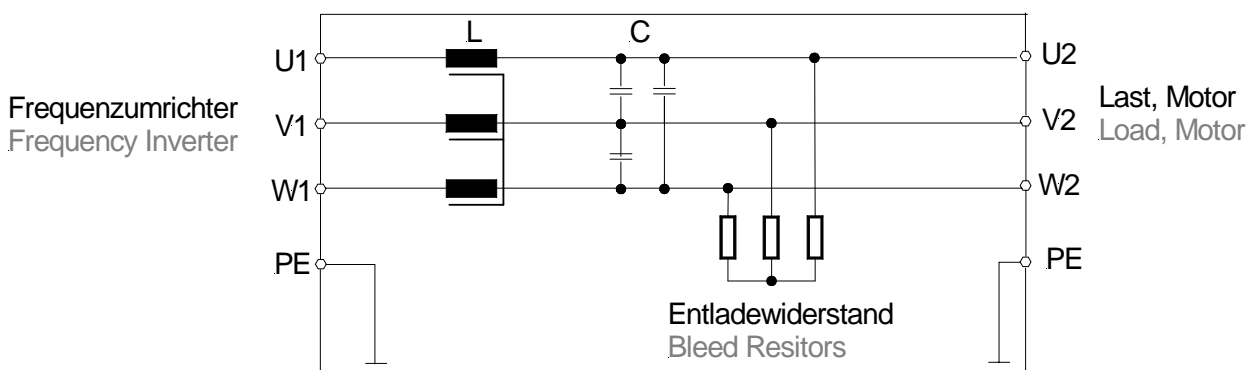 L
C
U1
U2
Frequenzumrichter
Frequency Inverter
V1
V2
Last, Motor
Load, Motor
W1
W2
PE
PE
Entladewiderstand
Bleed Resitors